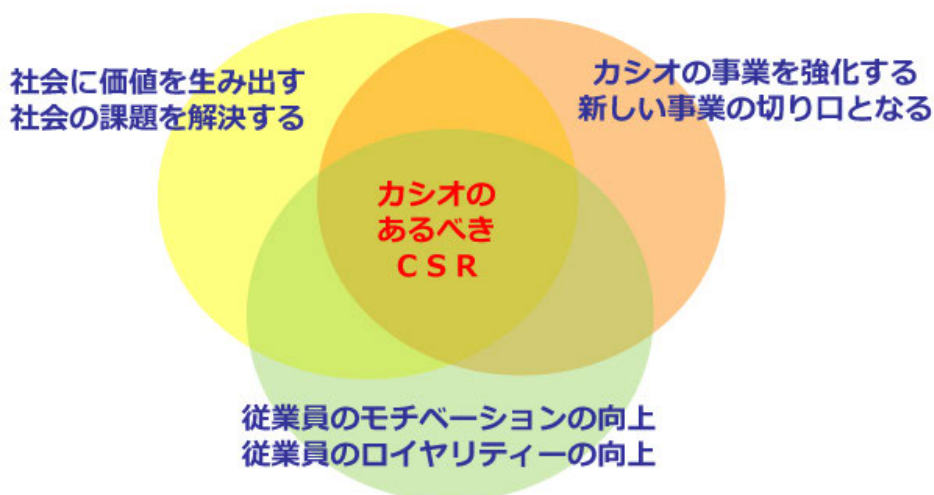 社会に価値を生み出す
社会の課題を解決する
カシオの事業を強化する
新しい事業の切り口となる
カシオの
あるべき
ＣＳＲ
従業員のモチベーションの向上
従業員のロイヤリティーの向上